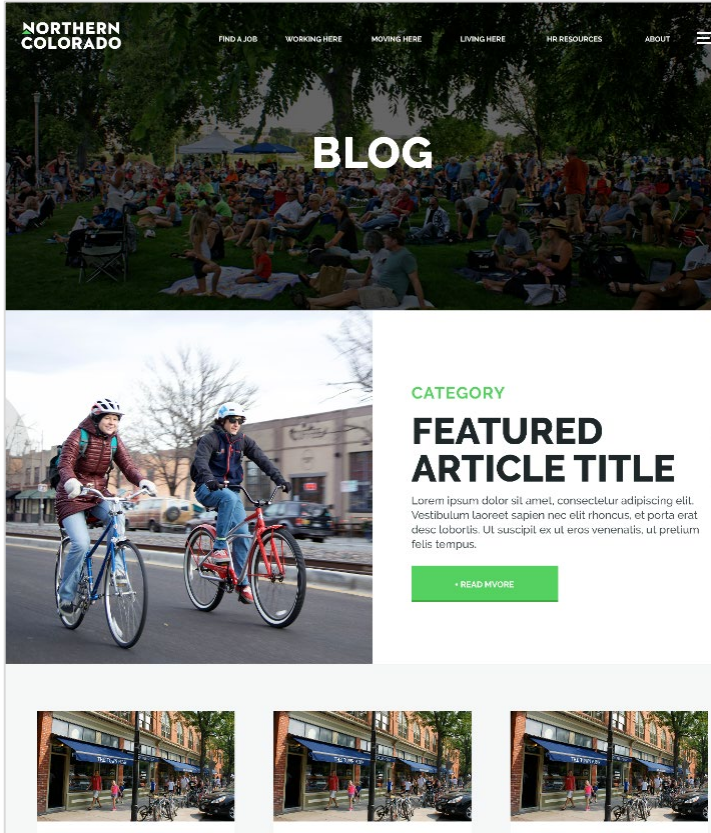 NORTHERN
COLORADO
FIND A JOB WORKING HERE MOVING HERE LIVING HERE HR RESOURCES ABOUT
BLOG
CATEGORY
FEATURED
ARTICLE TITLE
Lorem ipsum dolor sit amet, consectetur adipiscing elit.
Vestibulum laoreet sapien nec elit rhoncus, et porta erat
desc lobortis. Ut suscipil ex ut eros venenatis, ut pretium
felis tempus.
+ READ MVORE